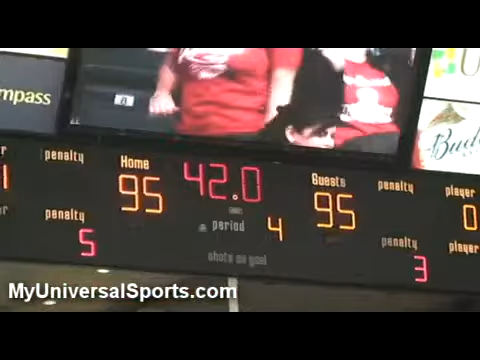 mpass
penalty
Home
42.0
Guests
penalty
player
95
95
0
period
4
penalty
5
penalty
player
3
shots on goal
Budw
MyUniversalSports.com